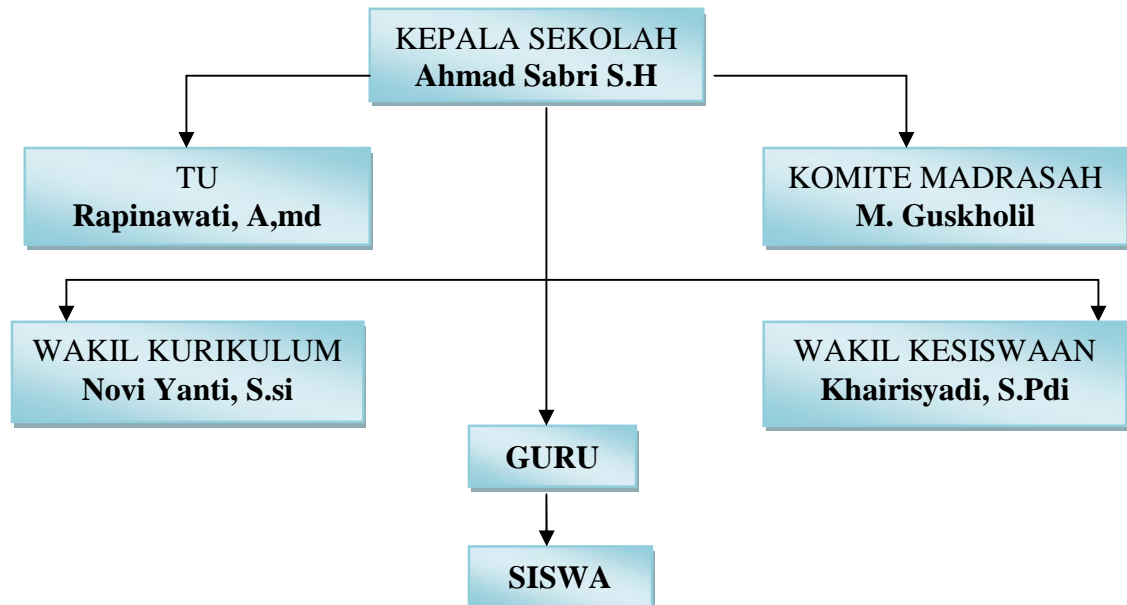 KEPALA SEKOLAH
Ahmad Sabri S.H
TU
Rapinawati, A,md
KOMITE MADRASAH
M. Guskholil
WAKIL KURIKULUM
Novi Yanti, S.si
WAKIL KESISWAAN
Khairisyadi, S.Pdi
GURU
SISWA